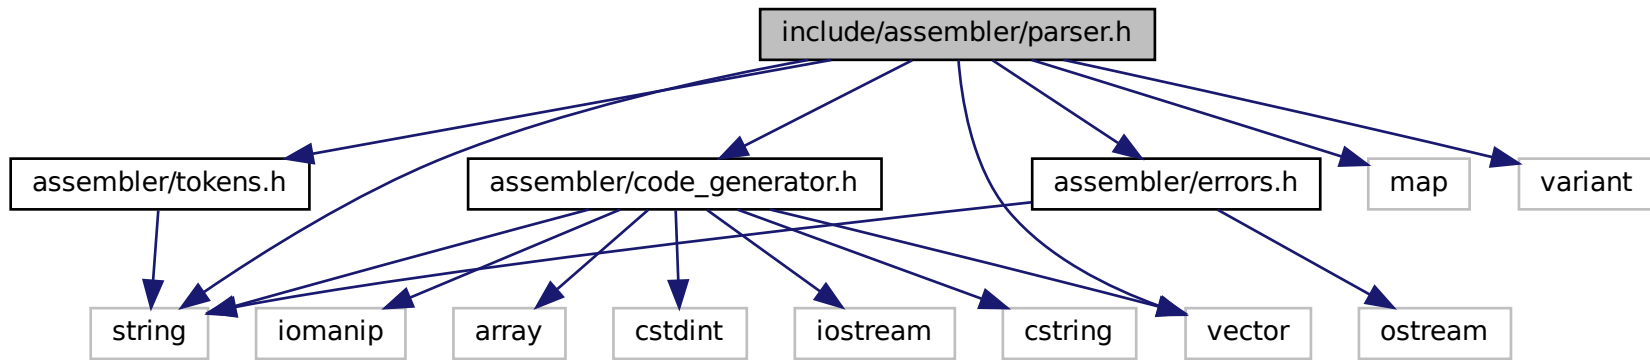 include/assembler/parser.h
assembler/tokens.h
assembler/code_generator.h
assembler/errors.h
map
variant
string
iomanip
array
cstdint
iostream
cstring
vector
ostream